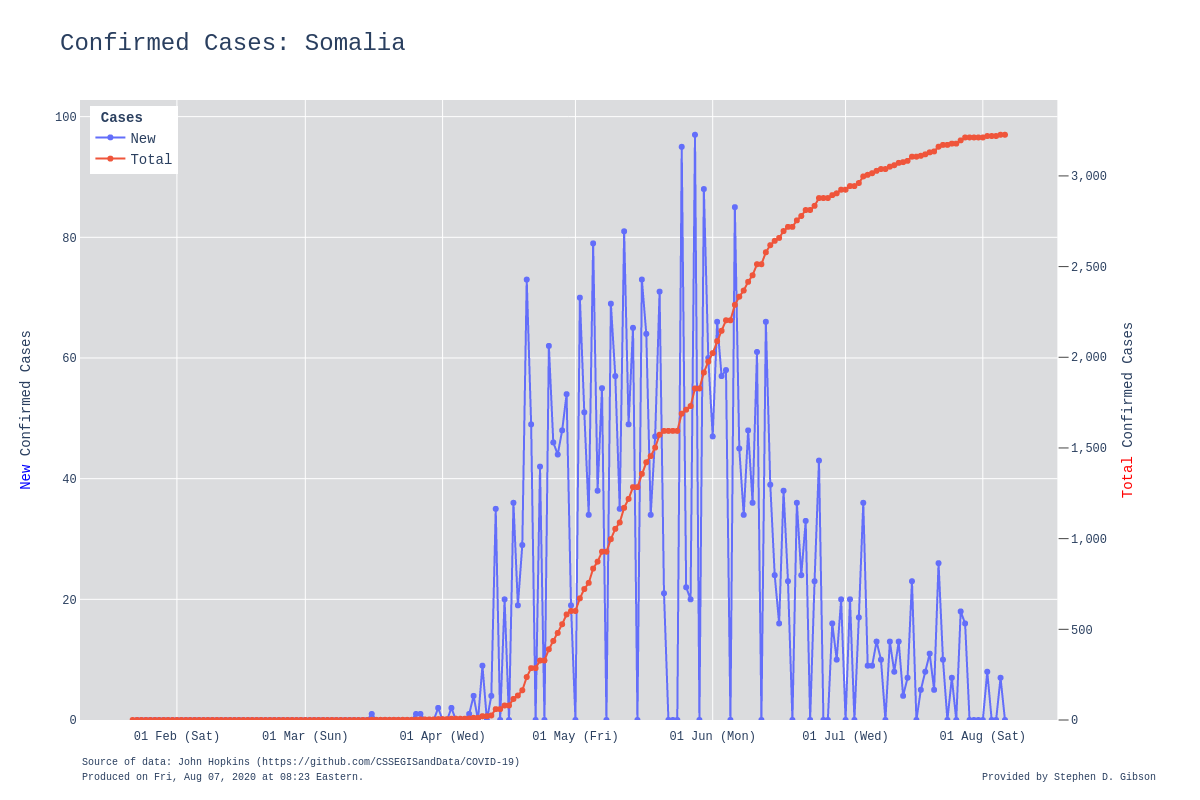 Confirmed Cases: Somalia
Cases
New
Total
100
80
60
40
20
0
New Confirmed Cases
3,000
2,500
2,000
1,500
1,000
500
0
Total Confirmed Cases
01 Feb (Sat)
01 Mar (Sun)
01 Apr (Wed)
01 May (Fri)
01 Jun (Mon)
01 Jul (Wed)
01 Aug (Sat)
Source of data: John Hopkins (https://github.com/CSSEGISandData/COVID-19)
Produced on Fri, Aug 07, 2020 at 08:23 Eastern.
Provided by Stephen D. Gibson